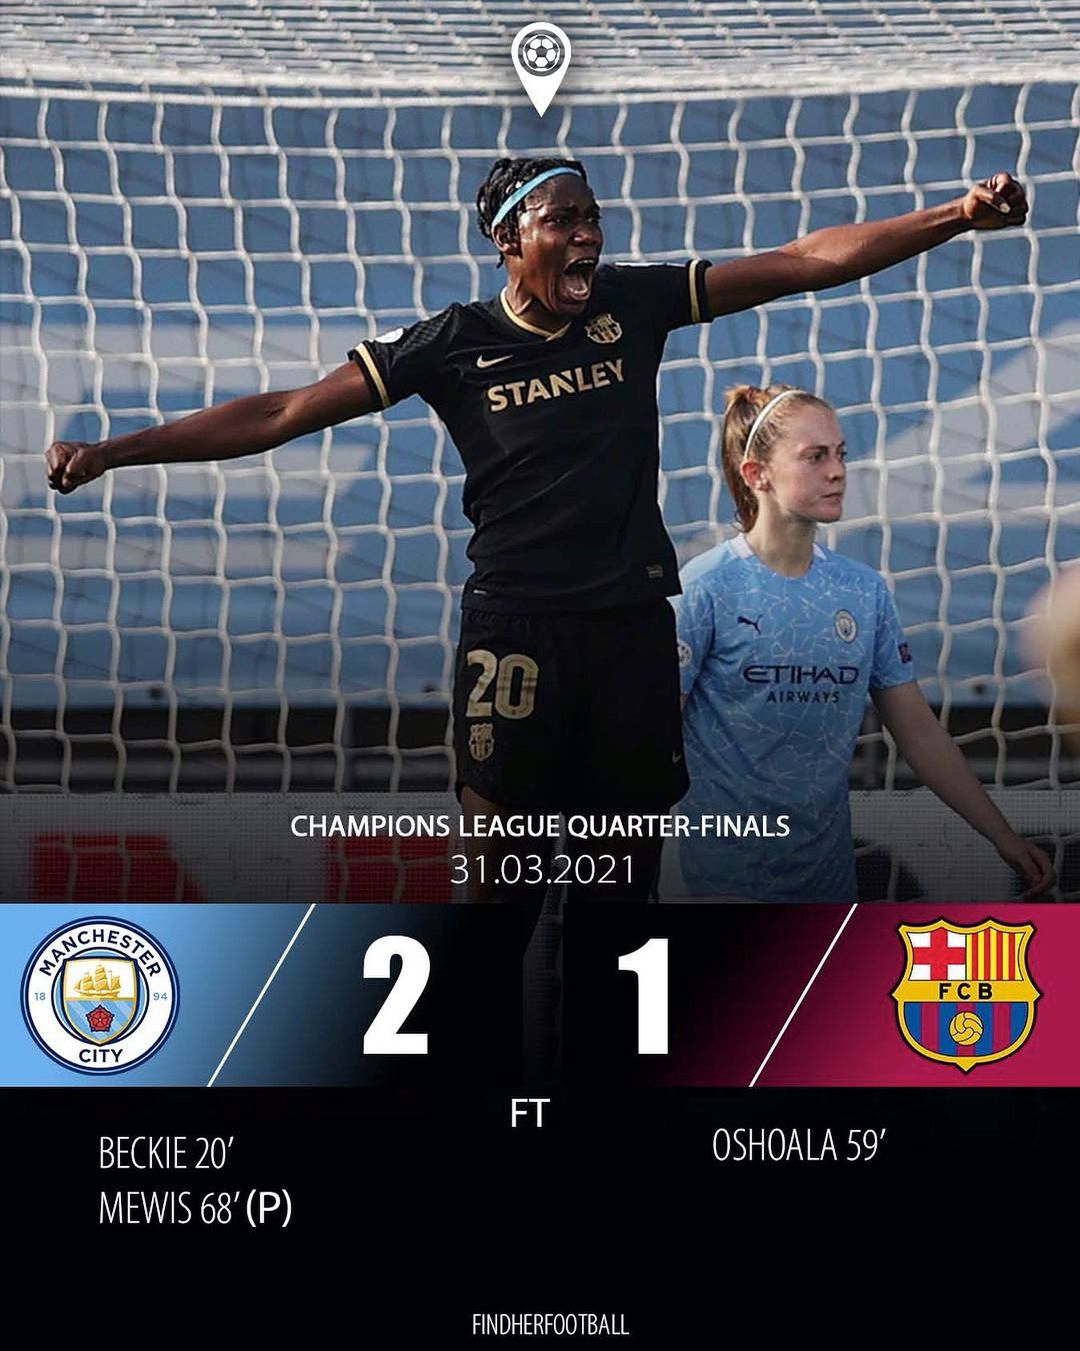 STANLEY
20
ETIHAD
AIRWAYS
CHAMPIONS LEAGUE QUARTER-FINALS
31.03.2021
MANCHESTER
18 94
CITY
2 1
FCB
FT
BECKIE 20’
MEWIS 68’ (P)
OSHOALA 59’
FINDHERFOOTBALL